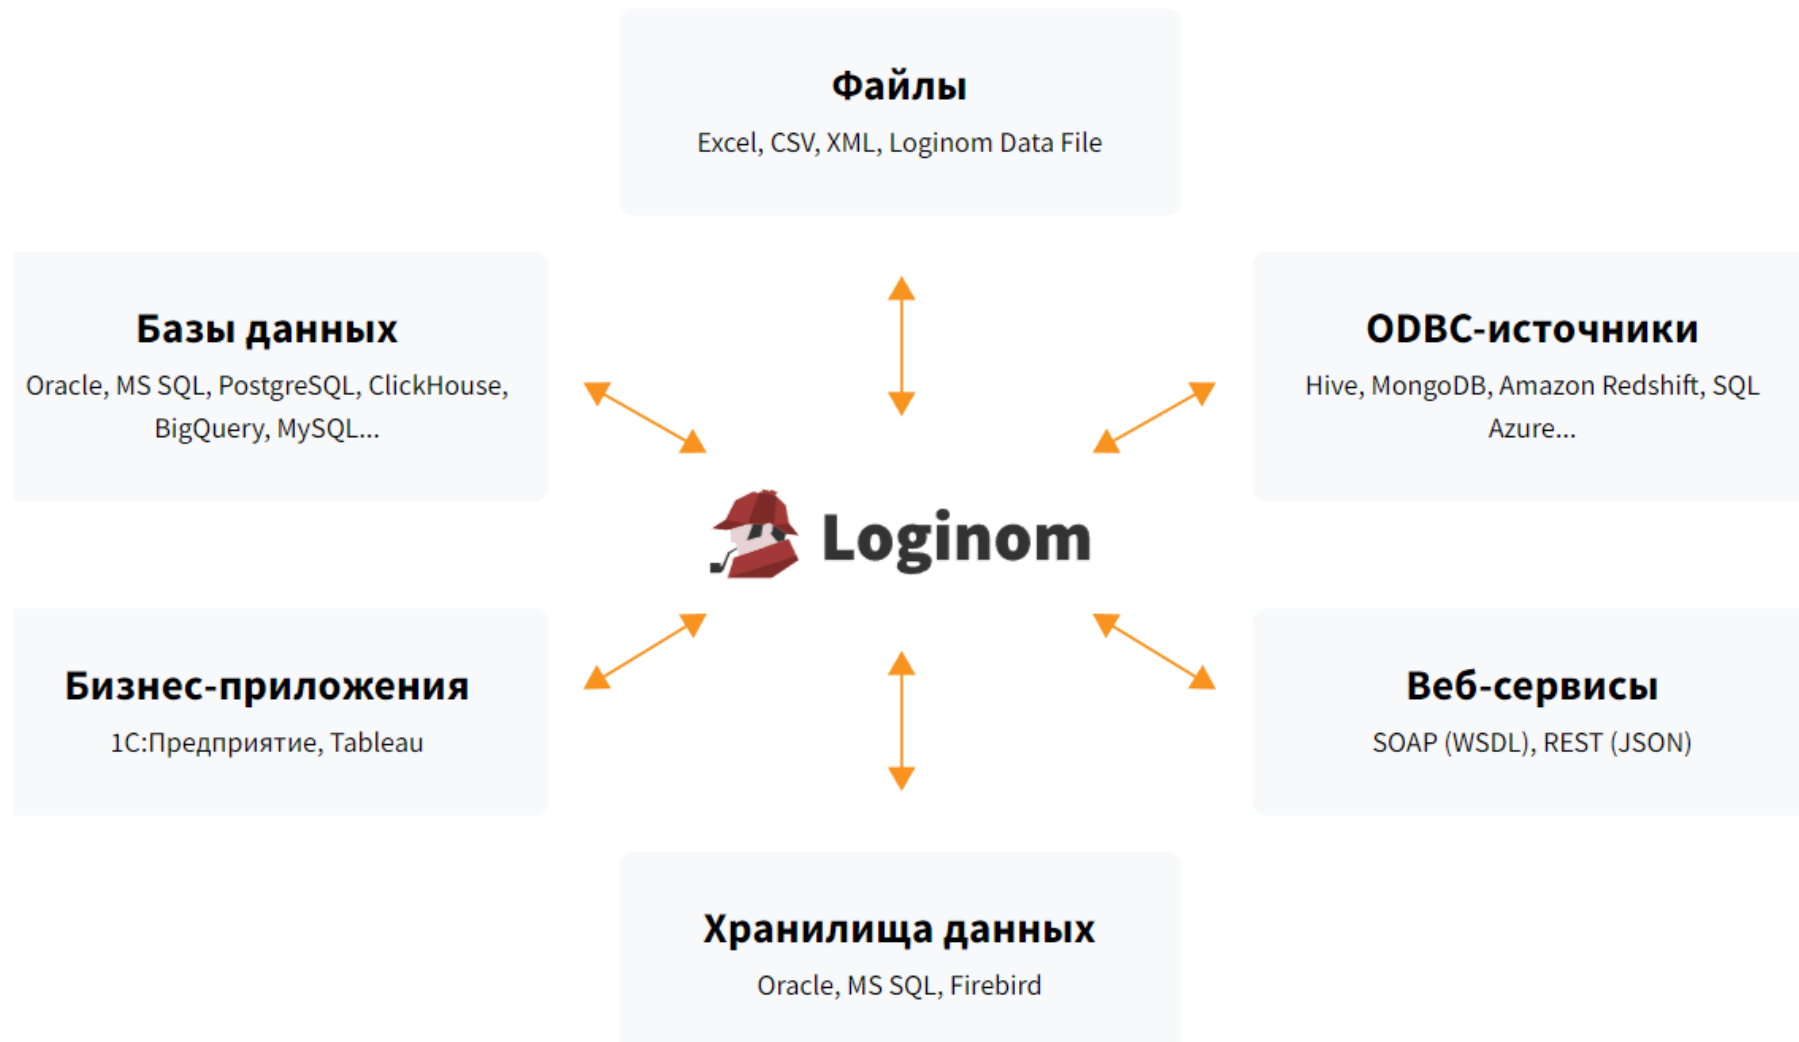 Файлы
Excel, CSV, XML, Loginom Data File
Базы данных
Oracle, MS SQL, PostgreSQL, ClickHouse,
BigQuery, MySQL...
ODBC-источники
Hive, MongoDB, Amazon Redshift, SQL
Azure...
Loginom
Бизнес-приложения
1С:Предприятие, Tableau
Веб-сервисы
SOAP (WSDL), REST (JSON)
Хранилища данных
Oracle, MS SQL, Firebird